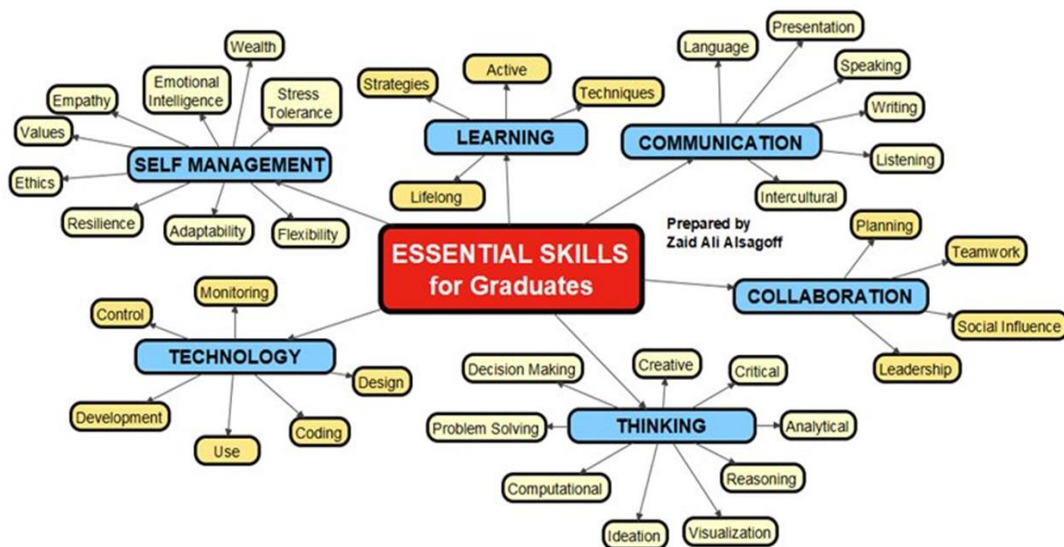 ESSENTIAL SKILLS
for Graduates
Prepared by
Zaid Ali Alsagoff
SELF MANAGEMENT
Wealth
Emotional
Intelligence
Stress
Tolerance
Empathy
Values
Ethics
Resilience
Adaptability
Flexibility
LEARNING
Strategies
Active
Techniques
Lifelong
COMMUNICATION
Language
Presentation
Speaking
Writing
Listening
Intercultural
COLLABORATION
Planning
Teamwork
Social Influence
Leadership
THINKING
Decision Making
Creative
Critical
Analytical
Reasoning
Visualization
Ideation
Computational
Problem Solving
TECHNOLOGY
Monitoring
Control
Design
Development
Use
Coding